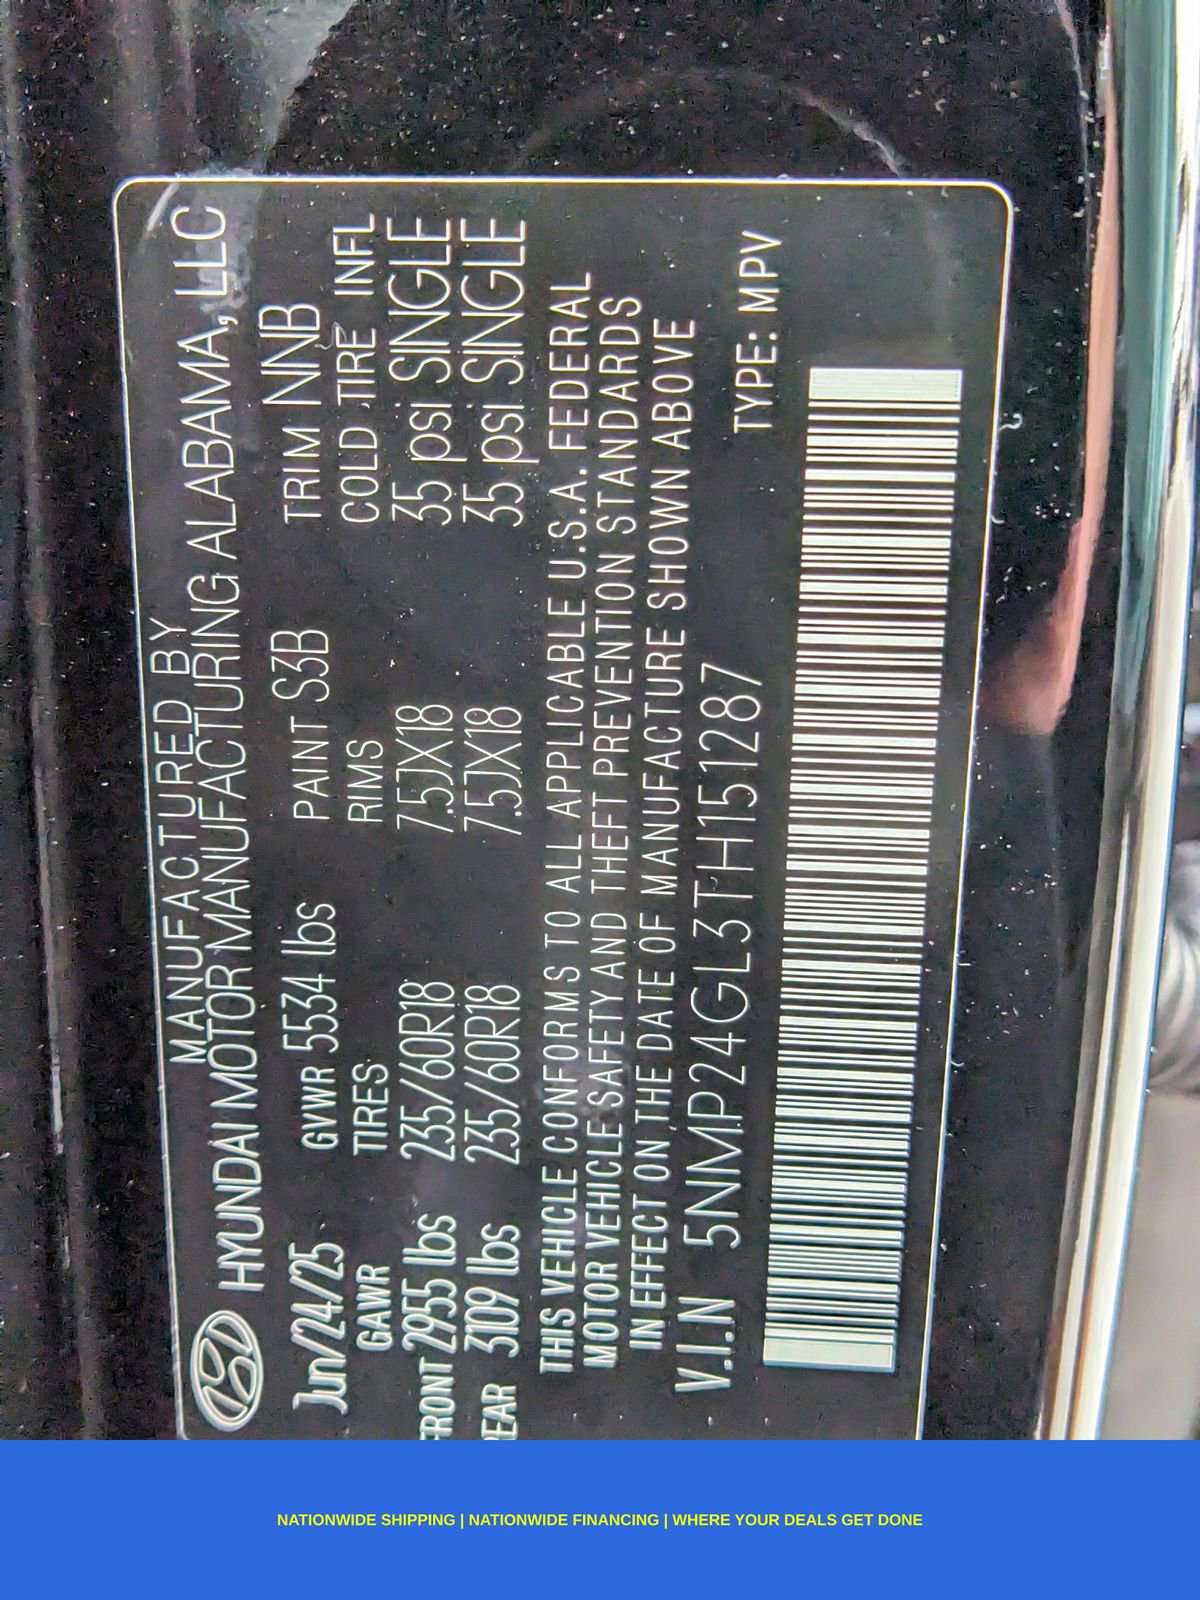 MANUFACTURED BY
HYUNDAI MOTOR MANUFACTURING ALABAMA, LLC
Jun/24/25 GVWR 5534 lbs PAINT S3B TRIM NNB
GAWR TIRES RIMS COLD TIRE INFL
FRONT 2955 lbs 235/60R18 7.5JX18 35 psi SINGLE
REAR 3109 lbs 235/60R18 7.5JX18 35 psi SINGLE
THIS VEHICLE CONFORMS TO ALL APPLICABLE U.S.A. FEDERAL
MOTOR VEHICLE SAFETY AND THEFT PREVENTION STANDARDS
IN EFFECT ON THE DATE OF MANUFACTURE SHOWN ABOVE
V.I.N 5NMP24GL3TH151287 TYPE: MPV
NATIONWIDE SHIPPING | NATIONWIDE FINANCING | WHERE YOUR DEALS GET DONE